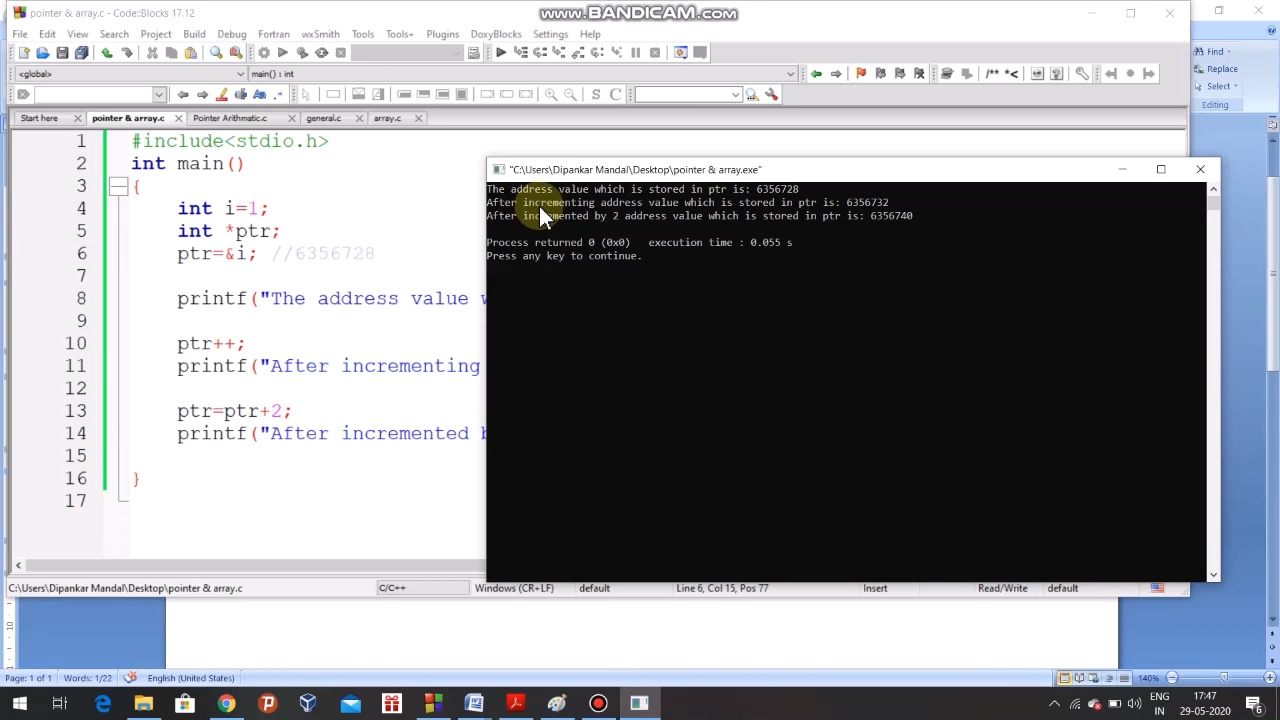 pointer & array.c - Code::Blocks 17.12
www.BANDICAM.com
File Edit View Search Project Build Debug Fortran wxSmith Tools Tools+ Plugins DoxyBlocks Settings Help
Find
<global> main() : int
/** *<
Replace
S C
Select
Editing
Start here pointer & array.c Pointer Arithmatic.c general.c array.c
1 #include<stdio.h>
2 int main()
3 {
4 int i=1;
5 int *ptr;
6 ptr=&i; //6356728
7
8 printf("The address value
9
10 ptr++;
11 printf("After incrementing
12
13 ptr=ptr+2;
14 printf("After incremented
15
16 }
17
"C:\Users\Dipankar Mandal\Desktop\pointer & array.exe"
The address value which is stored in ptr is: 6356728
After incrementing address value which is stored in ptr is: 6356732
After incremented by 2 address value which is stored in ptr is: 6356740
Process returned 0 (0x0) execution time : 0.055 s
Press any key to continue.
C:\Users\Dipankar Mandal\Desktop\pointer & array.c C/C++ Windows (CR+LF) default Line 6, Col 15, Pos 77 Insert Read/Write default
Page: 1 of 1 Words: 1/22 English (United States) 140%
ENG 17:47
IN 29-05-2020 6